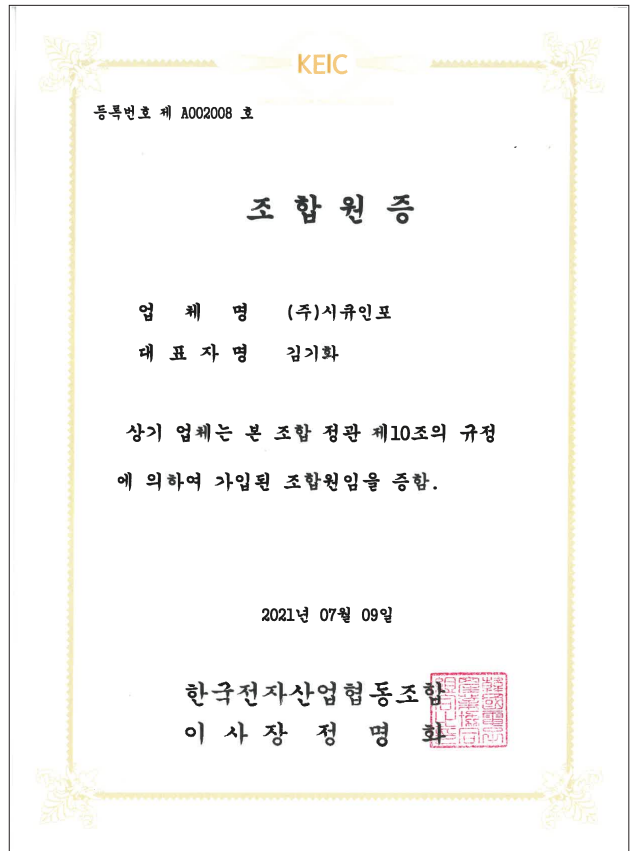 KEIC
등록번호 제 A002008 호
조 합 원 증
업 체 명 (주)시큐인포
대 표 자 명 김기화
상기 업체는 본 조합 정관 제10조의 규정
에 의하여 가입된 조합원임을 증함.
2021년 07월 09일
한국전자산업협동조합
이 사 장 정 명 화